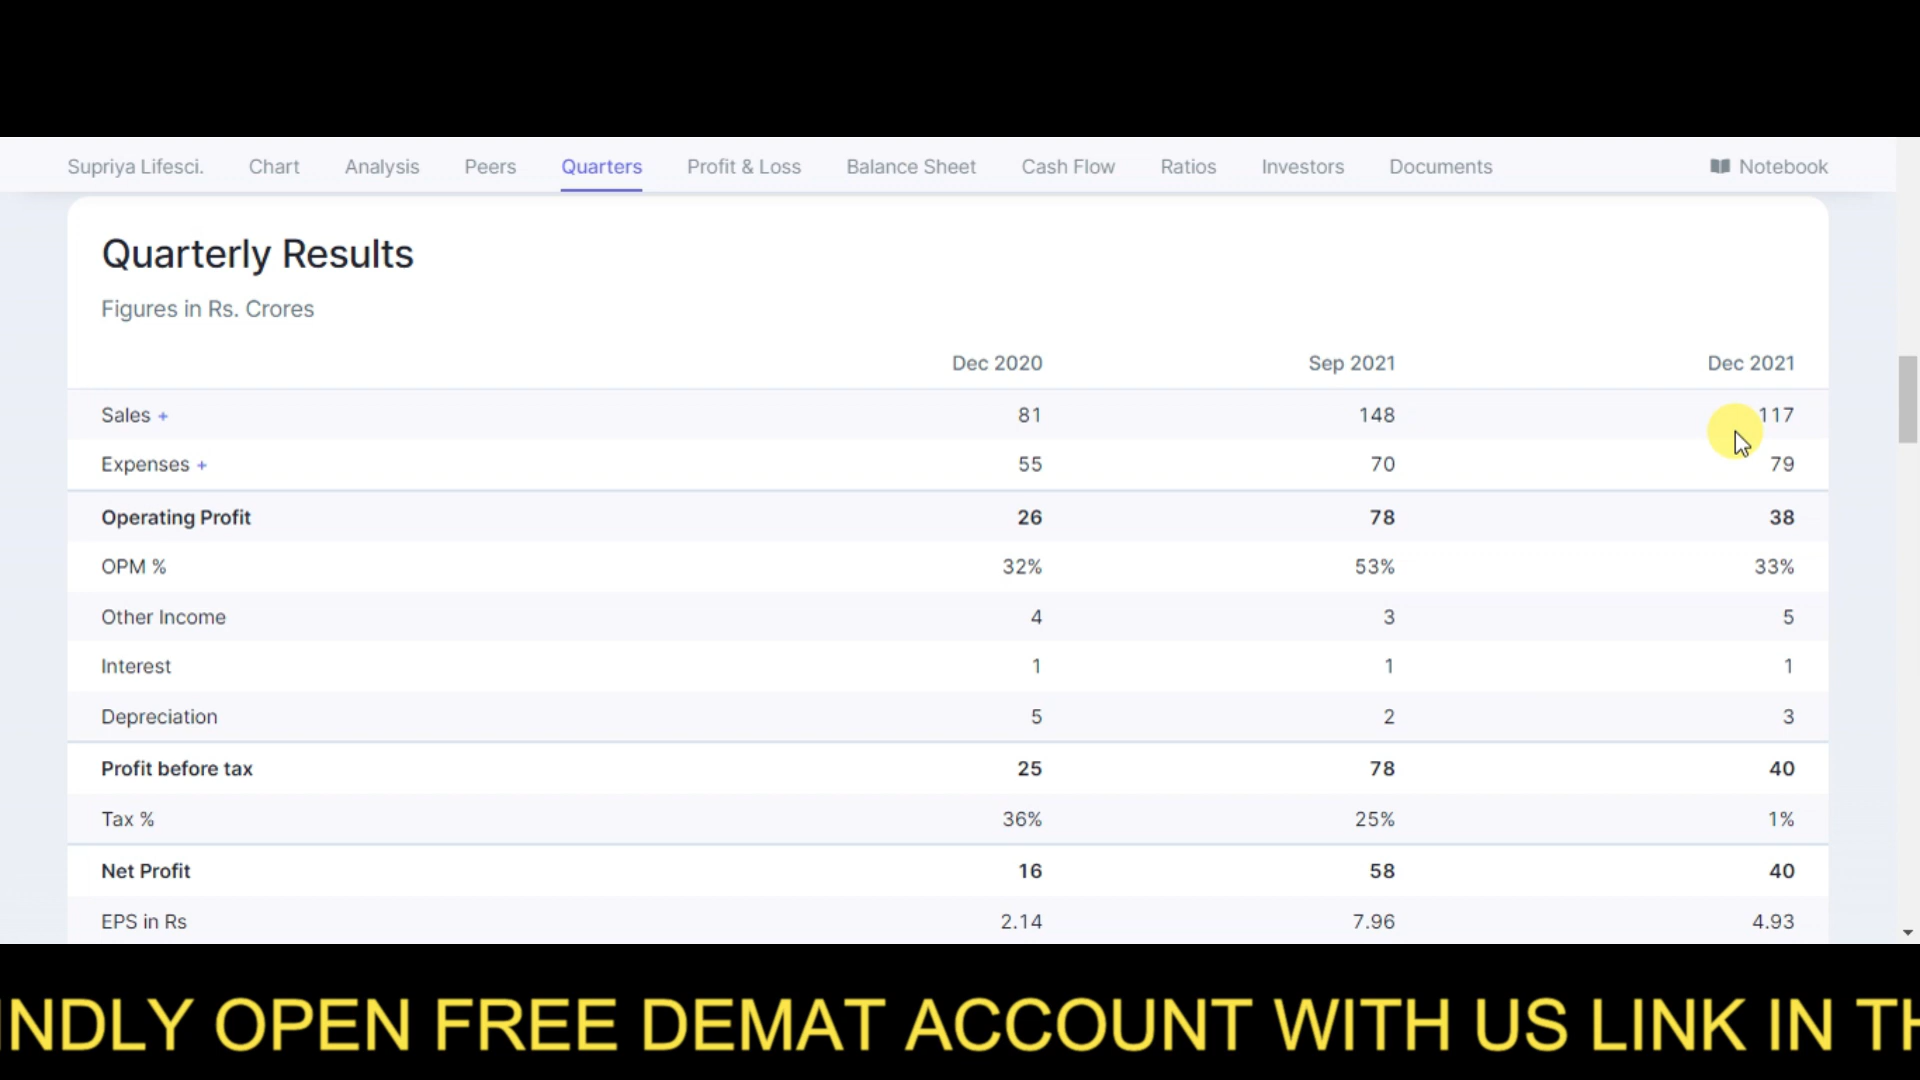 Supriya Lifesci. Chart Analysis Peers Quarters Profit & Loss Balance Sheet Cash Flow Ratios Investors Documents Notebook
Quarterly Results
Figures in Rs. Crores
Dec 2020 Sep 2021 Dec 2021
Sales + 81 148 117
Expenses + 55 70 79
Operating Profit 26 78 38
OPM % 32% 53% 33%
Other Income 4 3 5
Interest 1 1 1
Depreciation 5 2 3
Profit before tax 25 78 40
Tax % 36% 25% 1%
Net Profit 16 58 40
EPS in Rs 2.14 7.96 4.93
INDLY OPEN FREE DEMAT ACCOUNT WITH US LINK IN TH